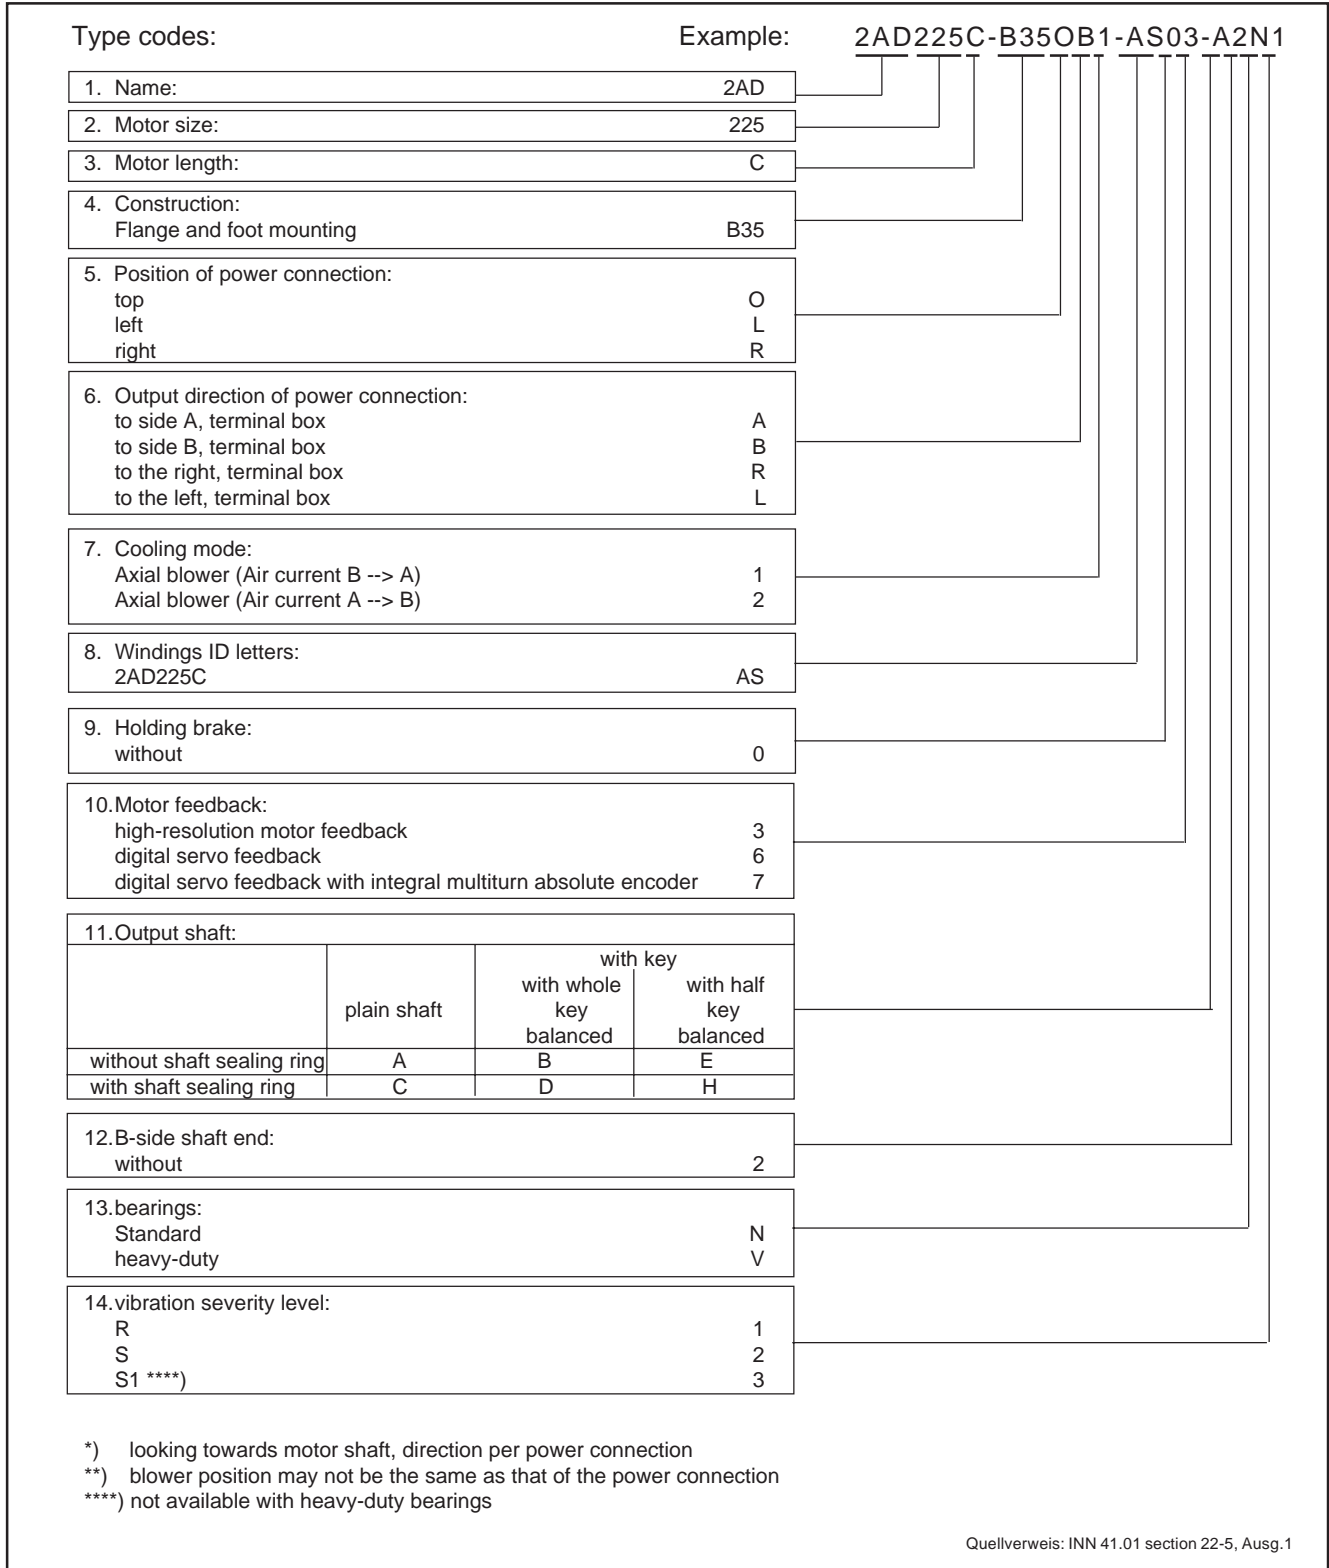 Type codes: Example: 2AD225C-B35OB1-AS03-A2N1
1. Name: 2AD
2. Motor size: 225
3. Motor length: C
4. Construction:
Flange and foot mounting B35
5. Position of power connection:
top O
left L
right R
6. Output direction of power connection:
to side A, terminal box A
to side B, terminal box B
to the right, terminal box R
to the left, terminal box L
7. Cooling mode:
Axial blower (Air current B --> A) 1
Axial blower (Air current A --> B) 2
8. Windings ID letters:
2AD225C AS
9. Holding brake:
without 0
10.Motor feedback:
high-resolution motor feedback 3
digital servo feedback 6
digital servo feedback with integral multiturn absolute encoder 7
11.Output shaft:
with key
with whole with half
plain shaft key key
balanced balanced
without shaft sealing ring A B E
with shaft sealing ring C D H
12.B-side shaft end:
without 2
13.bearings:
Standard N
heavy-duty V
14.vibration severity level:
R 1
S 2
S1 ****) 3
*) looking towards motor shaft, direction per power connection
**) blower position may not be the same as that of the power connection
****) not available with heavy-duty bearings
Quellverweis: INN 41.01 section 22-5, Ausg.1